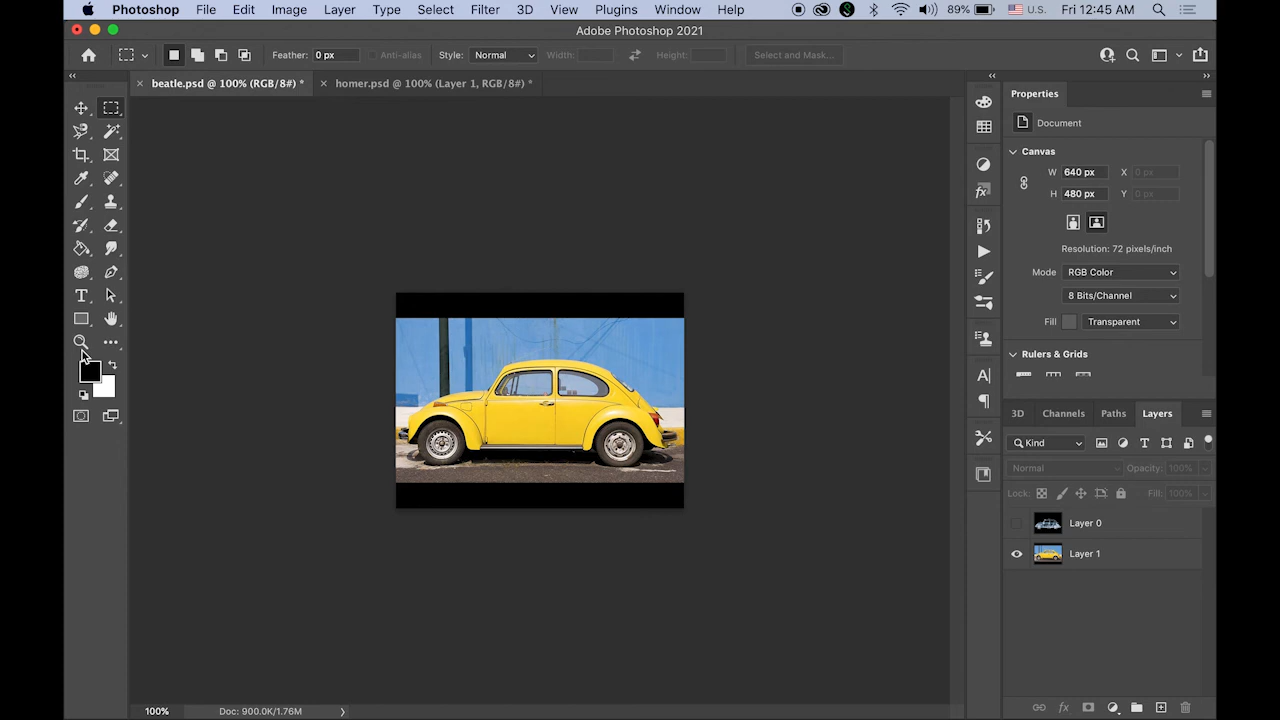 Photoshop File Edit Image Layer Type Select Filter 3D View Plugins Window Help 89% U.S. Fri 12:45 AM
Adobe Photoshop 2021
Feather: 0 px Anti-alias Style: Normal Width: Height: Select and Mask...
beatle.psd @ 100% (RGB/8#) * homer.psd @ 100% (Layer 1, RGB/8#) *
Properties
Document
Canvas
W 640 px X 0 px
H 480 px Y 0 px
Resolution: 72 pixels/inch
Mode RGB Color
8 Bits/Channel
Fill Transparent
Rulers & Grids
3D Channels Paths Layers
Kind
Normal Opacity: 100%
Lock: Fill: 100%
Layer 0
Layer 1
100% Doc: 900.0K/1.76M